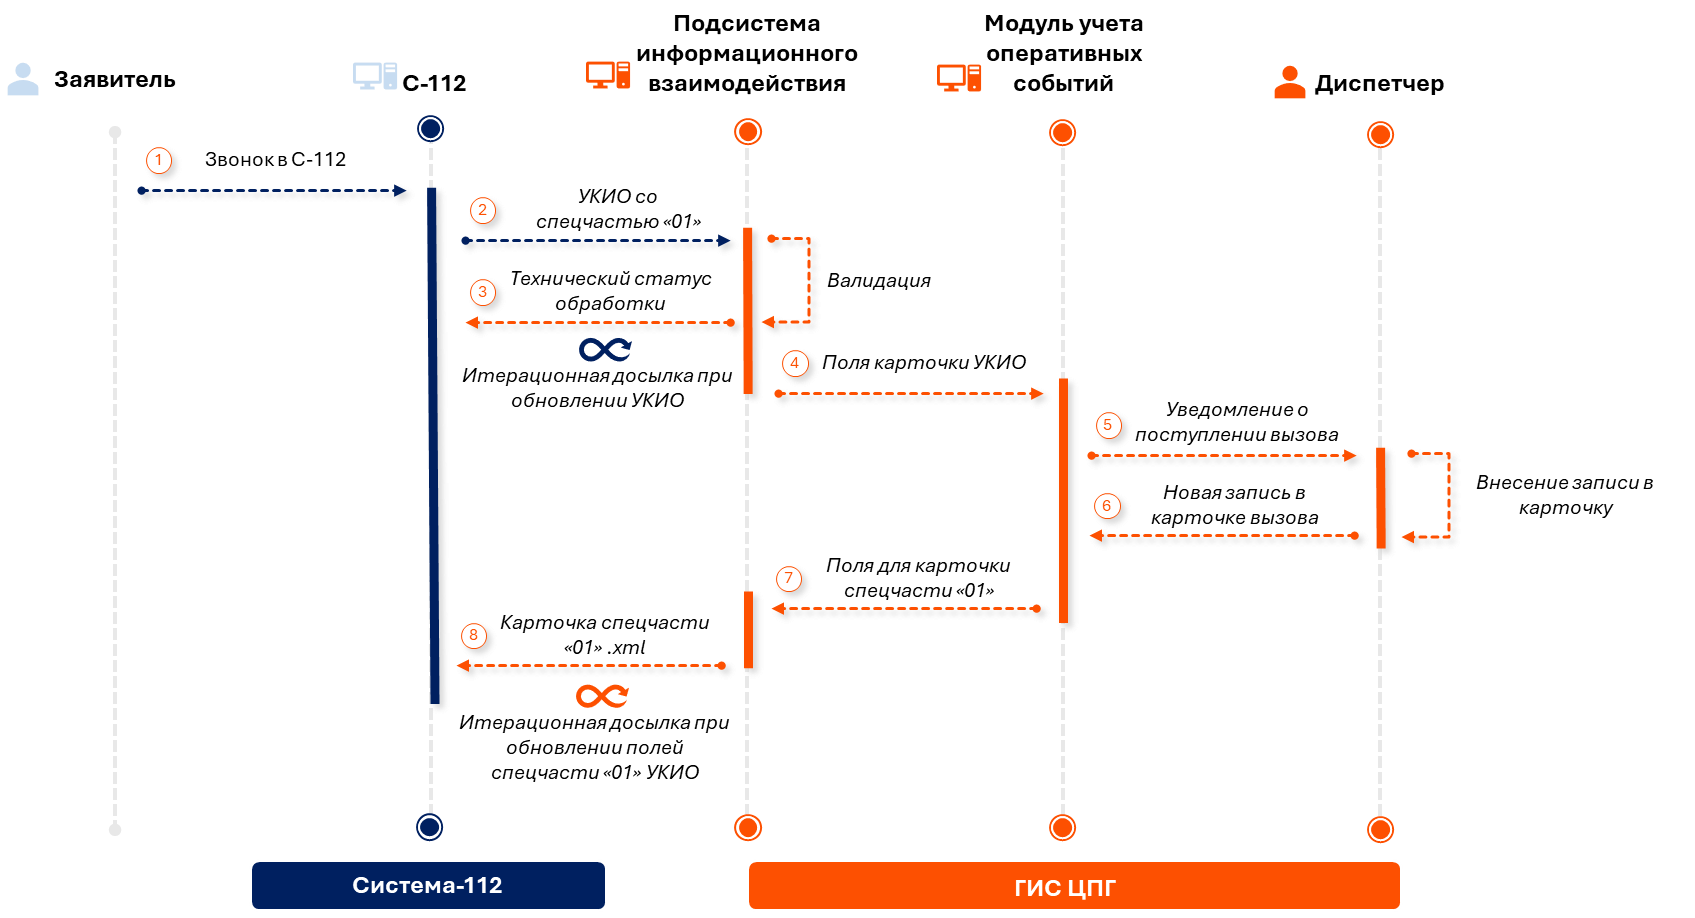 Заявитель
С-112
Подсистема
информационного
взаимодействия
Модуль учета
оперативных
событий
Диспетчер
1
Звонок в С-112
2
УКИО со
спецчастью «01»
Валидация
3
Технический статус
обработки
Итерационная досылка при
обновлении УКИО
4
Поля карточки УКИО
5
Уведомление о
поступлении вызова
Внесение записи в
карточку
6
Новая запись в
карточке вызова
7
Поля для карточки
спецчасти «01»
8
Карточка спецчасти
«01» .xml
Итерационная досылка при
обновлении полей
спецчасти «01» УКИО
Система-112
ГИС ЦПГ